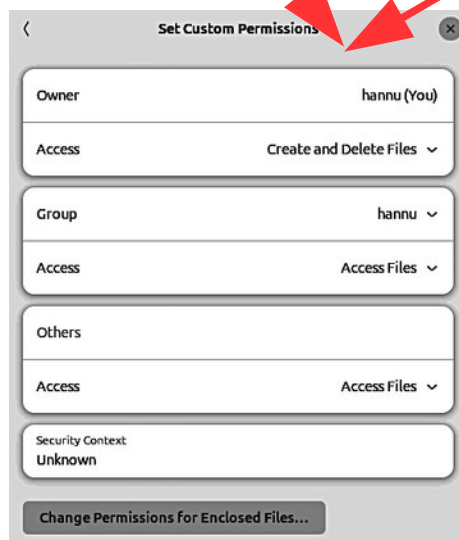 Set Custom Permissions
Owner hannu (You)
Access Create and Delete Files
Group hannu
Access Access Files
Others
Access Access Files
Security Context
Unknown
Change Permissions for Enclosed Files...